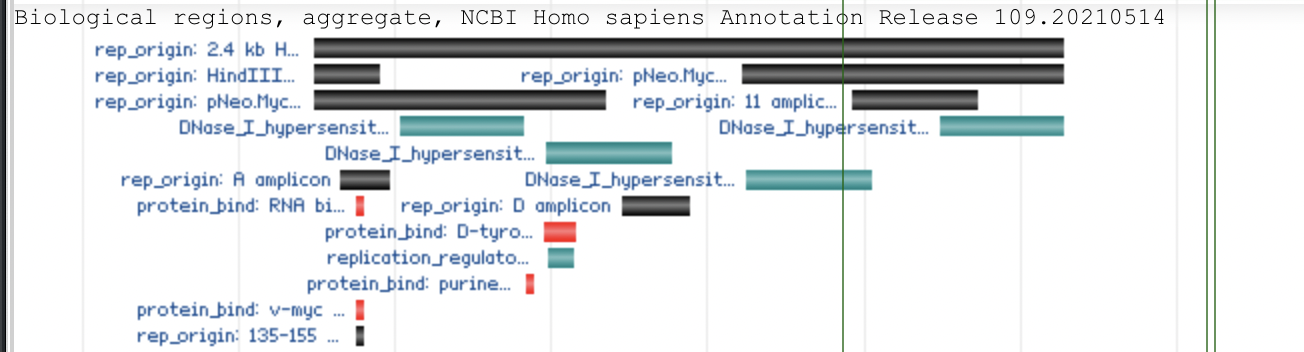 Biological regions, aggregate, NCBI Homo sapiens Annotation Release 109.20210514
rep_origin: 2.4 kb H...
rep_origin: HindIII... rep_origin: pNeo.Myc...
rep_origin: pNeo.Myc... rep_origin: 11 amplic...
DNase_I_hypersensit... DNase_I_hypersensit...
DNase_I_hypersensit...
rep_origin: A amplicon DNase_I_hypersensit...
protein_bind: RNA bi... rep_origin: D amplicon
protein_bind: D-tyro...
replication_regulato...
protein_bind: purine...
protein_bind: v-myc ...
rep_origin: 135-155 ...